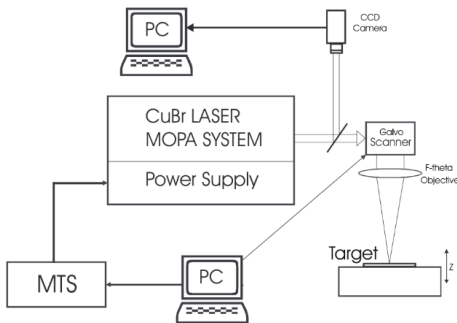 CCD
Camera
PC
CuBr LASER
MOPA SYSTEM
Galvo
Scanner
Power Supply
F-theta
Objective
Target
Z
MTS
PC